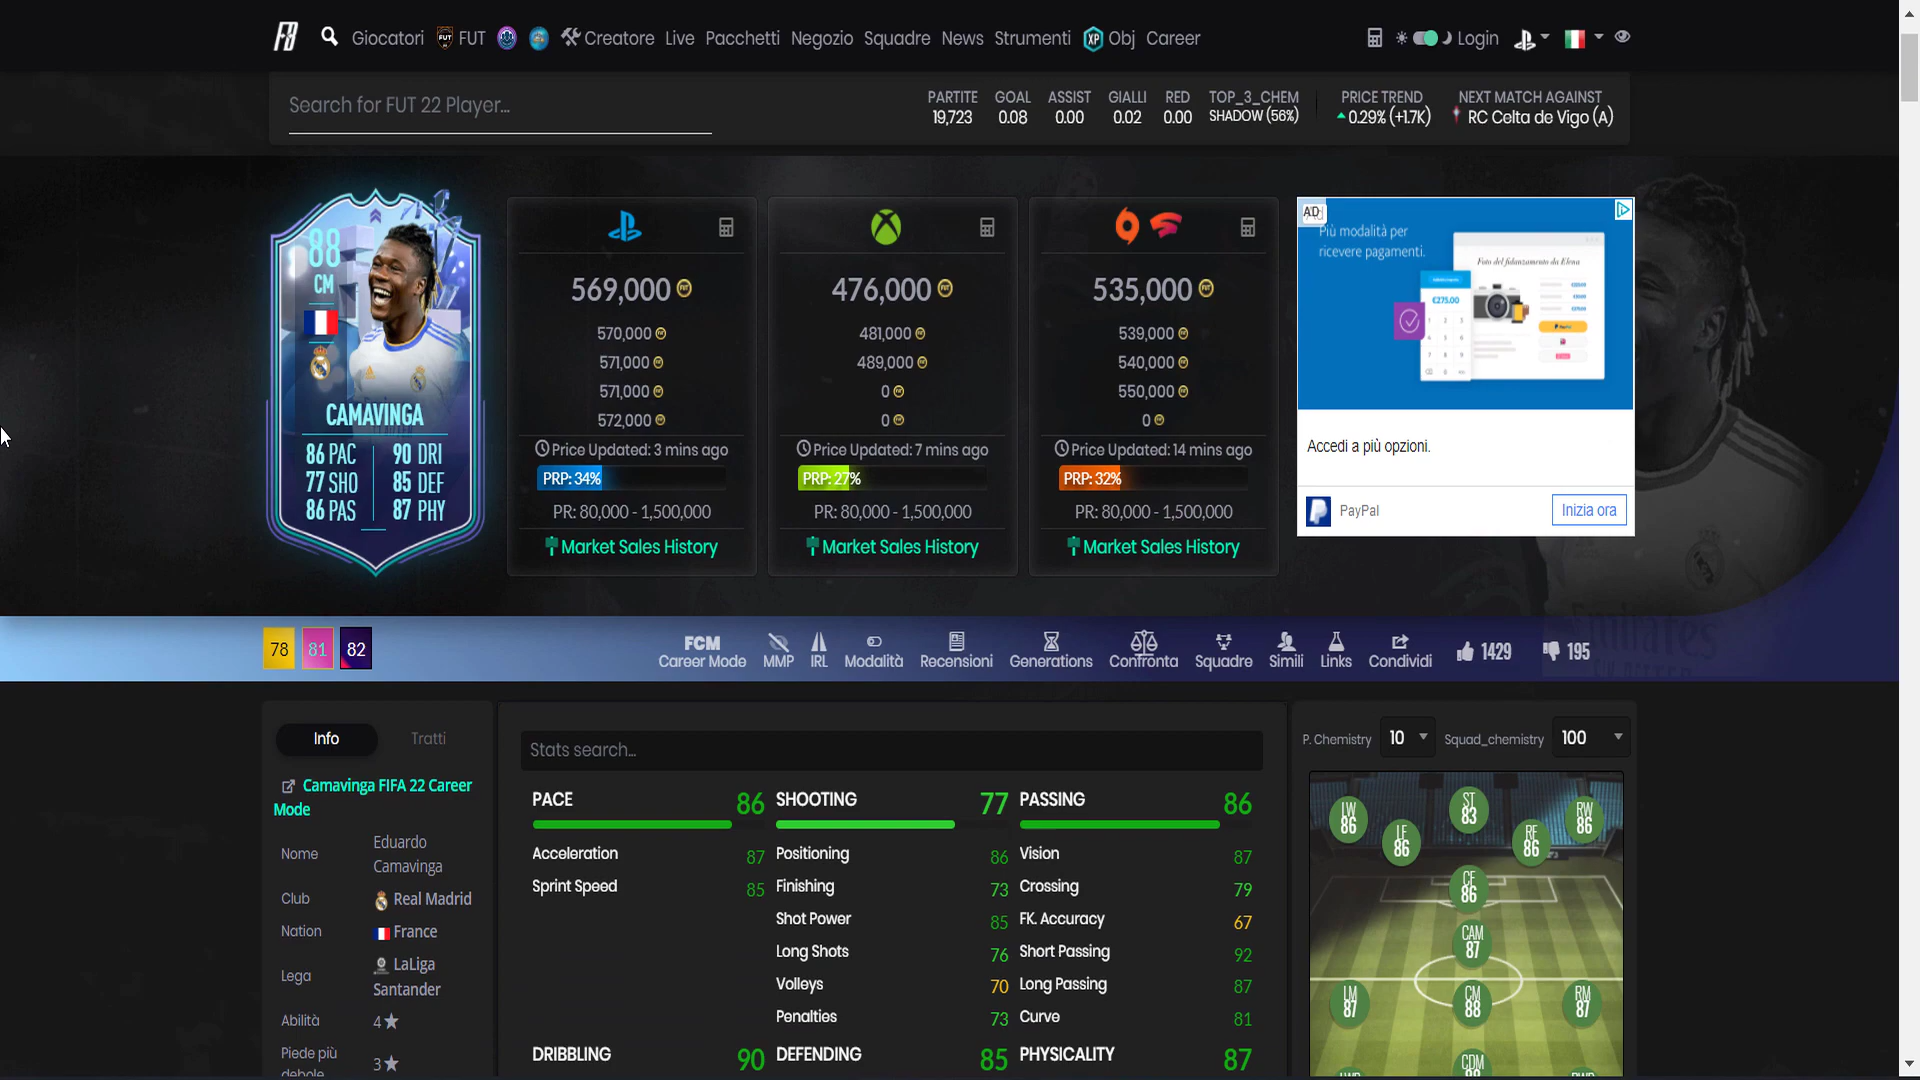 Giocatori FUT Creatore Live Pacchetti Negozio Squadre News Strumenti XP Obj Career Login
Search for FUT 22 Player...
PARTITE GOAL ASSIST GIALLI RED TOP_3_CHEM PRICE TREND NEXT MATCH AGAINST
19,723 0.08 0.00 0.02 0.00 SHADOW (56%) 0.29% (+1.7K) RC Celta de Vigo (A)
88
CM
CAMAVINGA
86 PAC 90 DRI
77 SHO 85 DEF
86 PAS 87 PHY
569,000
570,000
571,000
571,000
572,000
Price Updated: 3 mins ago
PRP: 34%
PR: 80,000 - 1,500,000
Market Sales History
476,000
481,000
489,000
0
0
Price Updated: 7 mins ago
PRP: 27%
PR: 80,000 - 1,500,000
Market Sales History
535,000
539,000
540,000
550,000
0
Price Updated: 14 mins ago
PRP: 32%
PR: 80,000 - 1,500,000
Market Sales History
AD
Più modalità per
ricevere pagamenti.
Foto del fidanzamento da Elena
€275.00
Accedi a più opzioni.
PayPal Inizia ora
78 81 82
FCM
Career Mode MMP IRL Modalità Recensioni Generations Confronta Squadre Simili Links Condividi 1429 195
Info Tratti
Camavinga FIFA 22 Career
Mode
Nome Eduardo
Camavinga
Club Real Madrid
Nation France
Lega LaLiga
Santander
Abilità 4
Piede più
debole 3
Stats search...
PACE 86 SHOOTING 77 PASSING 86
Acceleration 87 Positioning 86 Vision 87
Sprint Speed 85 Finishing 73 Crossing 79
Shot Power 85 FK. Accuracy 67
Long Shots 76 Short Passing 92
Volleys 70 Long Passing 87
Penalties 73 Curve 81
DRIBBLING 90 DEFENDING 85 PHYSICALITY 87
P. Chemistry 10 Squad_chemistry 100
LW
86
ST
83
RW
86
LF
86
RF
86
CF
86
CAM
87
LM
87
CM
88
RM
87
CDM
88